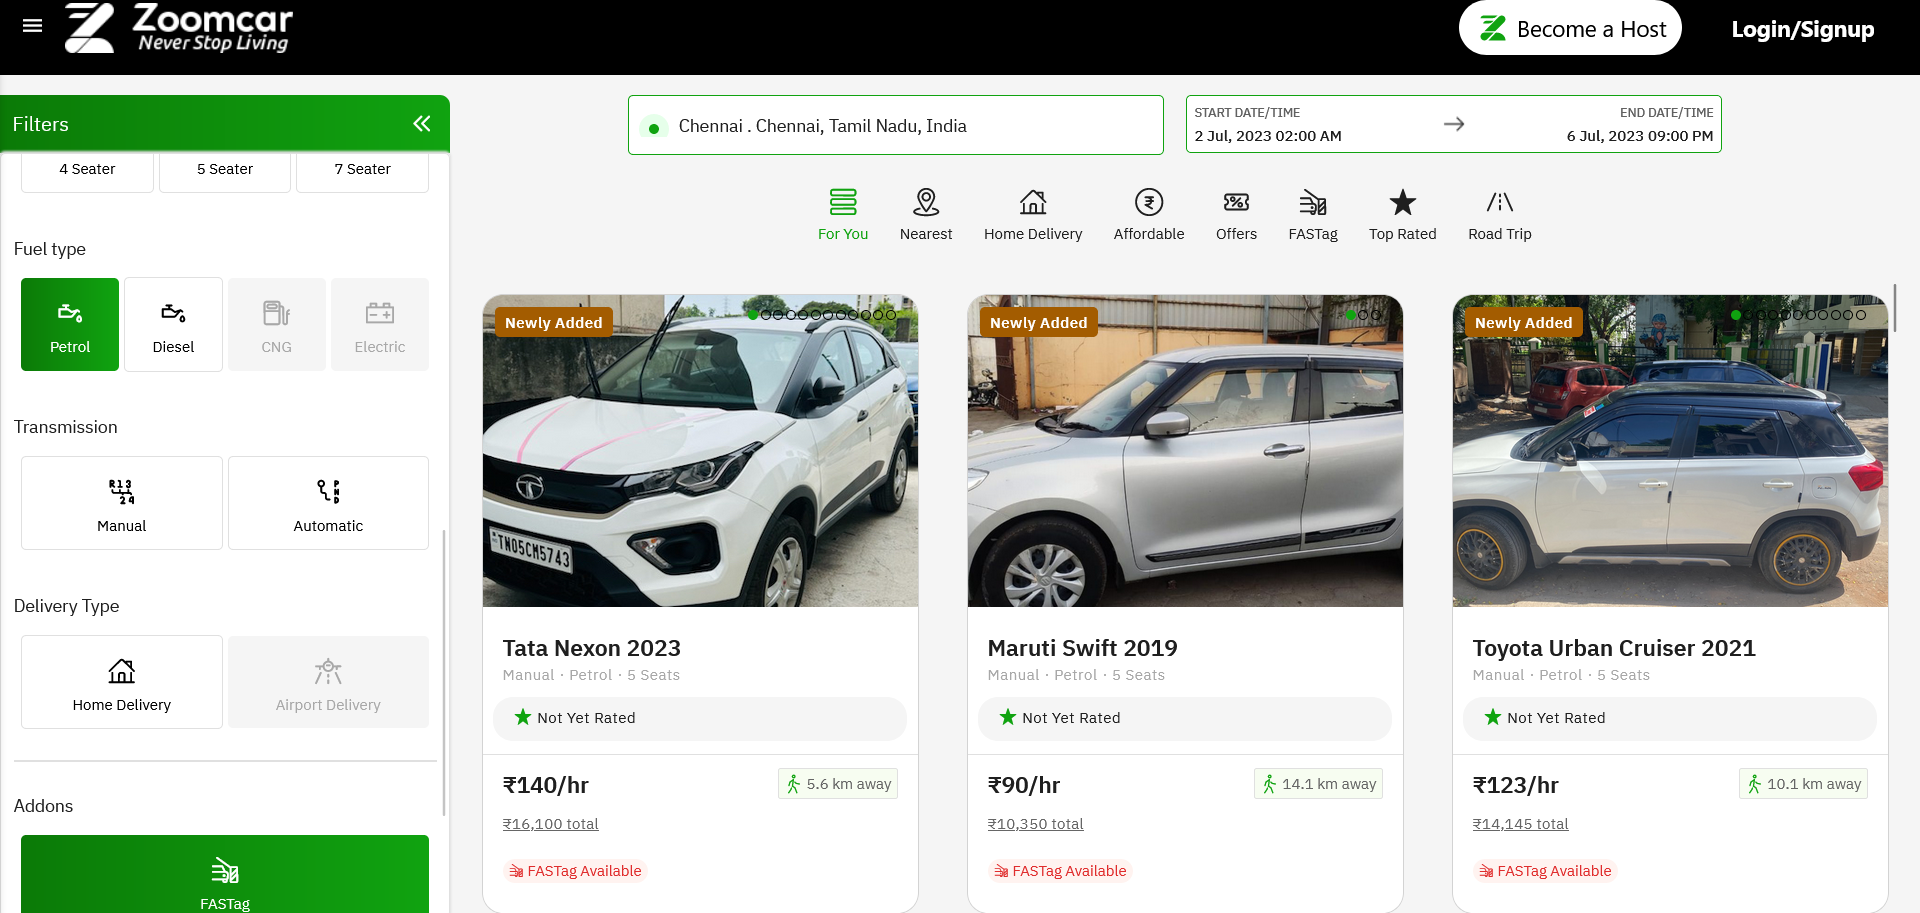 Zoomcar
Never Stop Living
Become a Host
Login/Signup
Filters
4 Seater
5 Seater
7 Seater
Fuel type
Petrol
Diesel
CNG
Electric
Transmission
R 1 3
2 4
Manual
P
N
D
Automatic
Delivery Type
Home Delivery
Airport Delivery
Addons
FASTag
Chennai . Chennai, Tamil Nadu, India
START DATE/TIME
2 Jul, 2023 02:00 AM
END DATE/TIME
6 Jul, 2023 09:00 PM
For You
Nearest
Home Delivery
₹
Affordable
%
Offers
FASTag
Top Rated
Road Trip
Newly Added
TN05CM5743
Tata Nexon 2023
Manual · Petrol · 5 Seats
Not Yet Rated
₹140/hr
5.6 km away
₹16,100 total
FASTag Available
Newly Added
Maruti Swift 2019
Manual · Petrol · 5 Seats
Not Yet Rated
₹90/hr
14.1 km away
₹10,350 total
FASTag Available
Newly Added
Toyota Urban Cruiser 2021
Manual · Petrol · 5 Seats
Not Yet Rated
₹123/hr
10.1 km away
₹14,145 total
FASTag Available